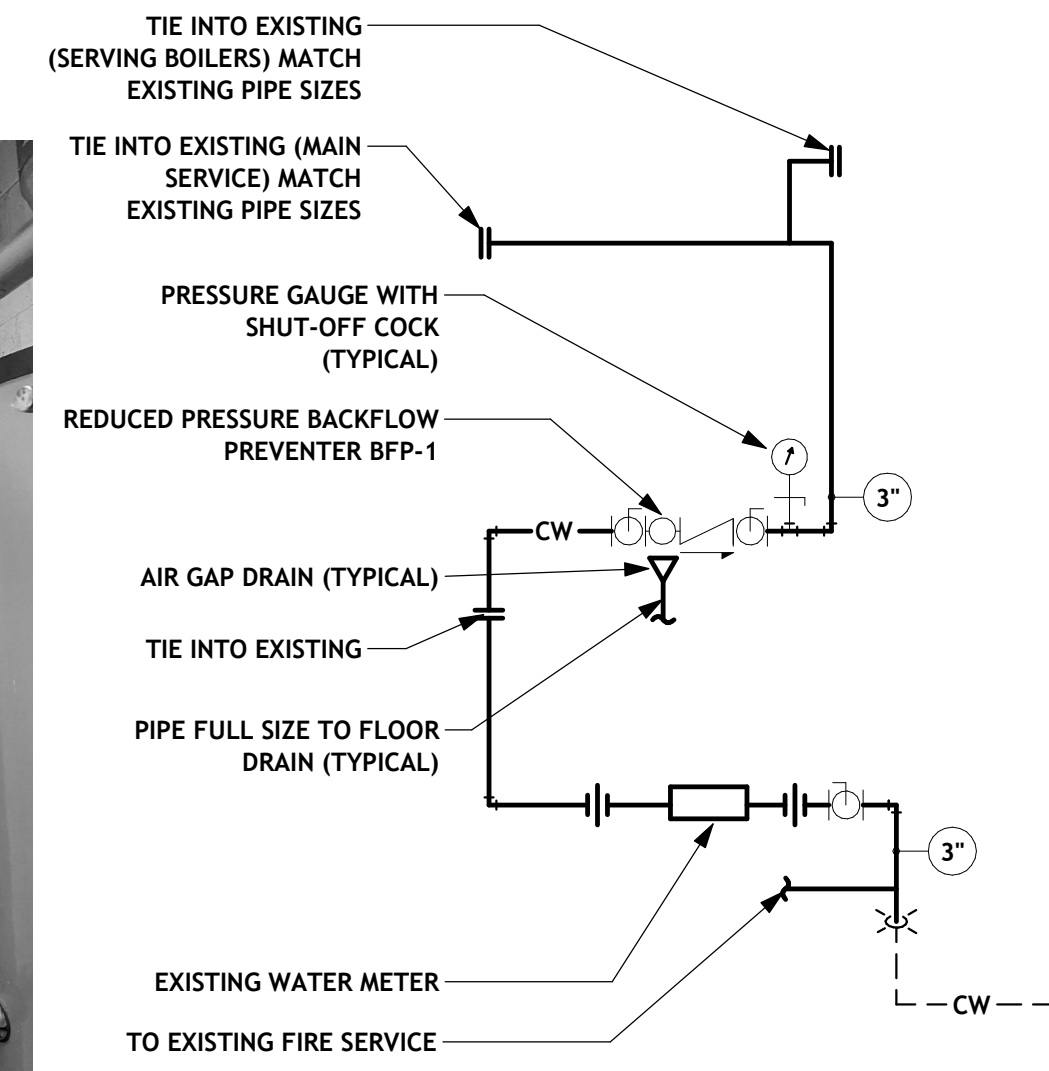 TIE INTO EXISTING
(SERVING BOILERS) MATCH
EXISTING PIPE SIZES
TIE INTO EXISTING (MAIN
SERVICE) MATCH
EXISTING PIPE SIZES
PRESSURE GAUGE WITH
SHUT-OFF COCK
(TYPICAL)
REDUCED PRESSURE BACKFLOW
PREVENTER BFP-1
3"
CW
AIR GAP DRAIN (TYPICAL)
TIE INTO EXISTING
PIPE FULL SIZE TO FLOOR
DRAIN (TYPICAL)
3"
EXISTING WATER METER
CW
TO EXISTING FIRE SERVICE